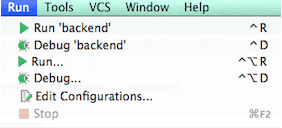 Run Tools VCS Window Help
Run 'backend' ^R
Debug 'backend' ^D
Run... ^⌥R
Debug... ^⌥D
Edit Configurations...
Stop ⌘F2